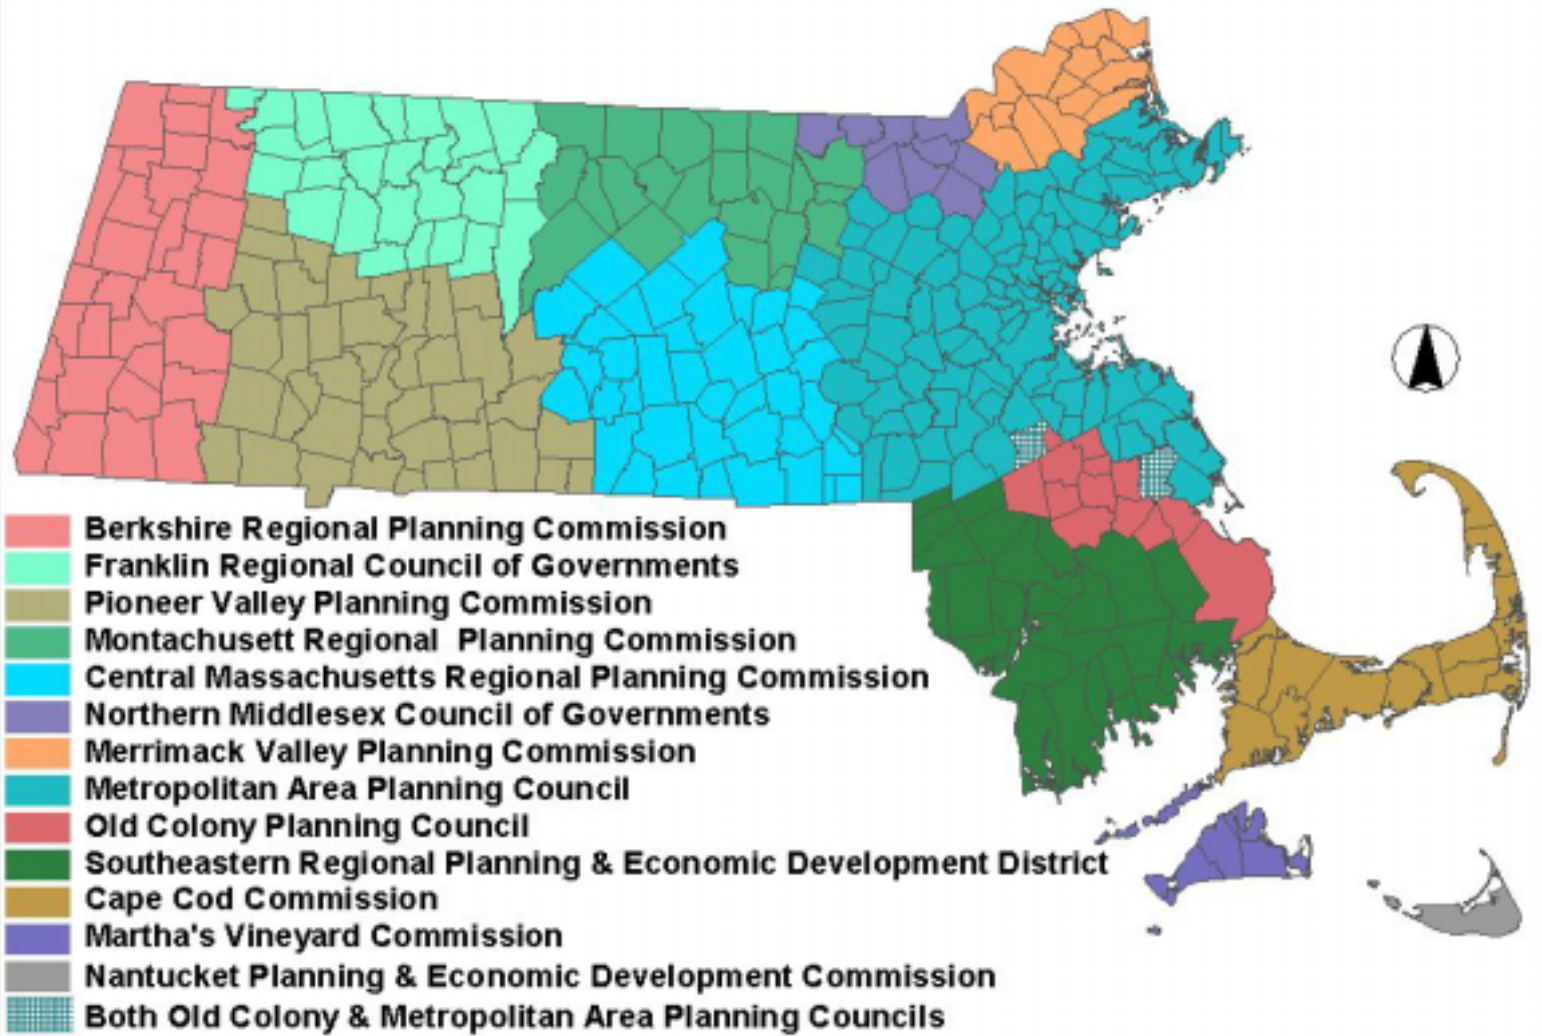 Berkshire Regional Planning Commission
Franklin Regional Council of Governments
Pioneer Valley Planning Commission
Montachusett Regional Planning Commission
Central Massachusetts Regional Planning Commission
Northern Middlesex Council of Governments
Merrimack Valley Planning Commission
Metropolitan Area Planning Council
Old Colony Planning Council
Southeastern Regional Planning & Economic Development District
Cape Cod Commission
Martha's Vineyard Commission
Nantucket Planning & Economic Development Commission
Both Old Colony & Metropolitan Area Planning Councils